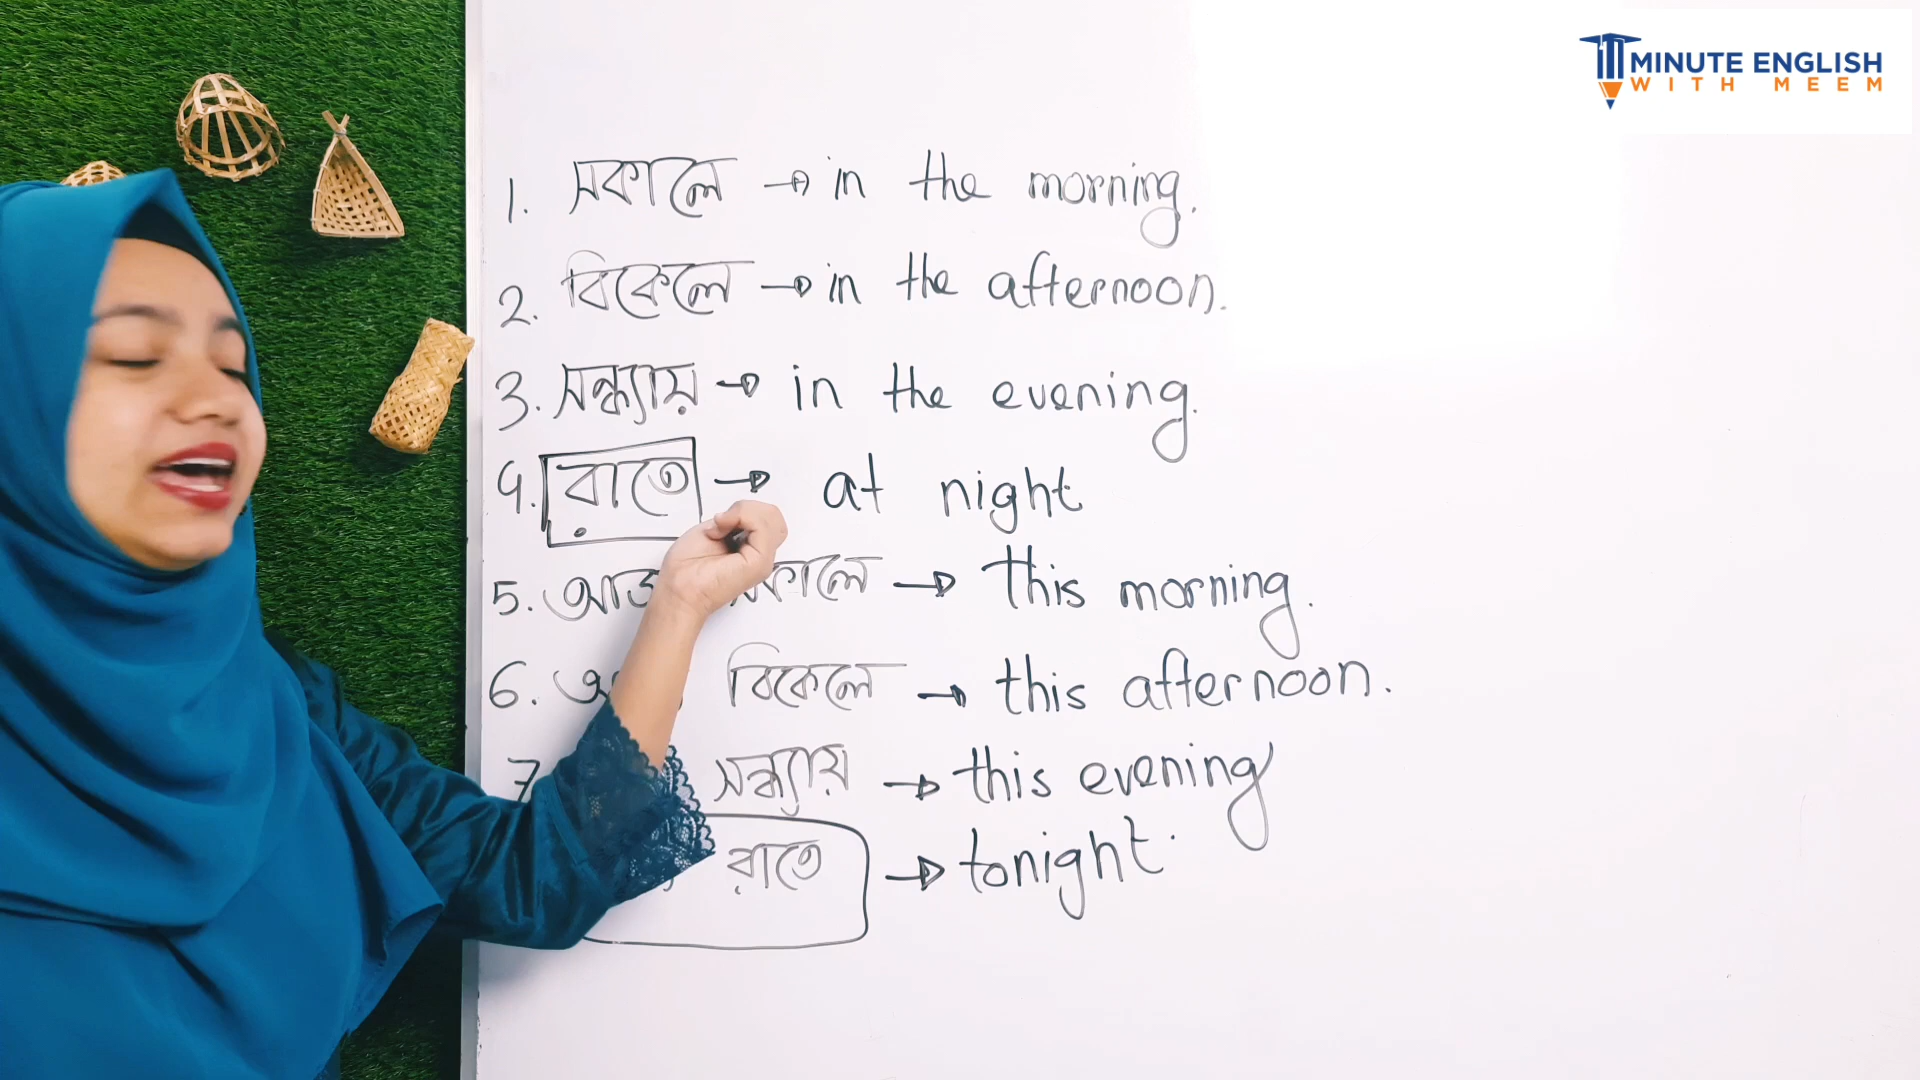 MINUTE ENGLISH
WITH MEEM
1. সকালে → in the morning.
2. বিকেলে → in the afternoon.
3. সন্ধ্যায় → in the evening.
4. রাতে → at night
5. → this morning.
6. বিকেলে → this afternoon.
7 সন্ধ্যায় → this evening
রাতে → tonight.